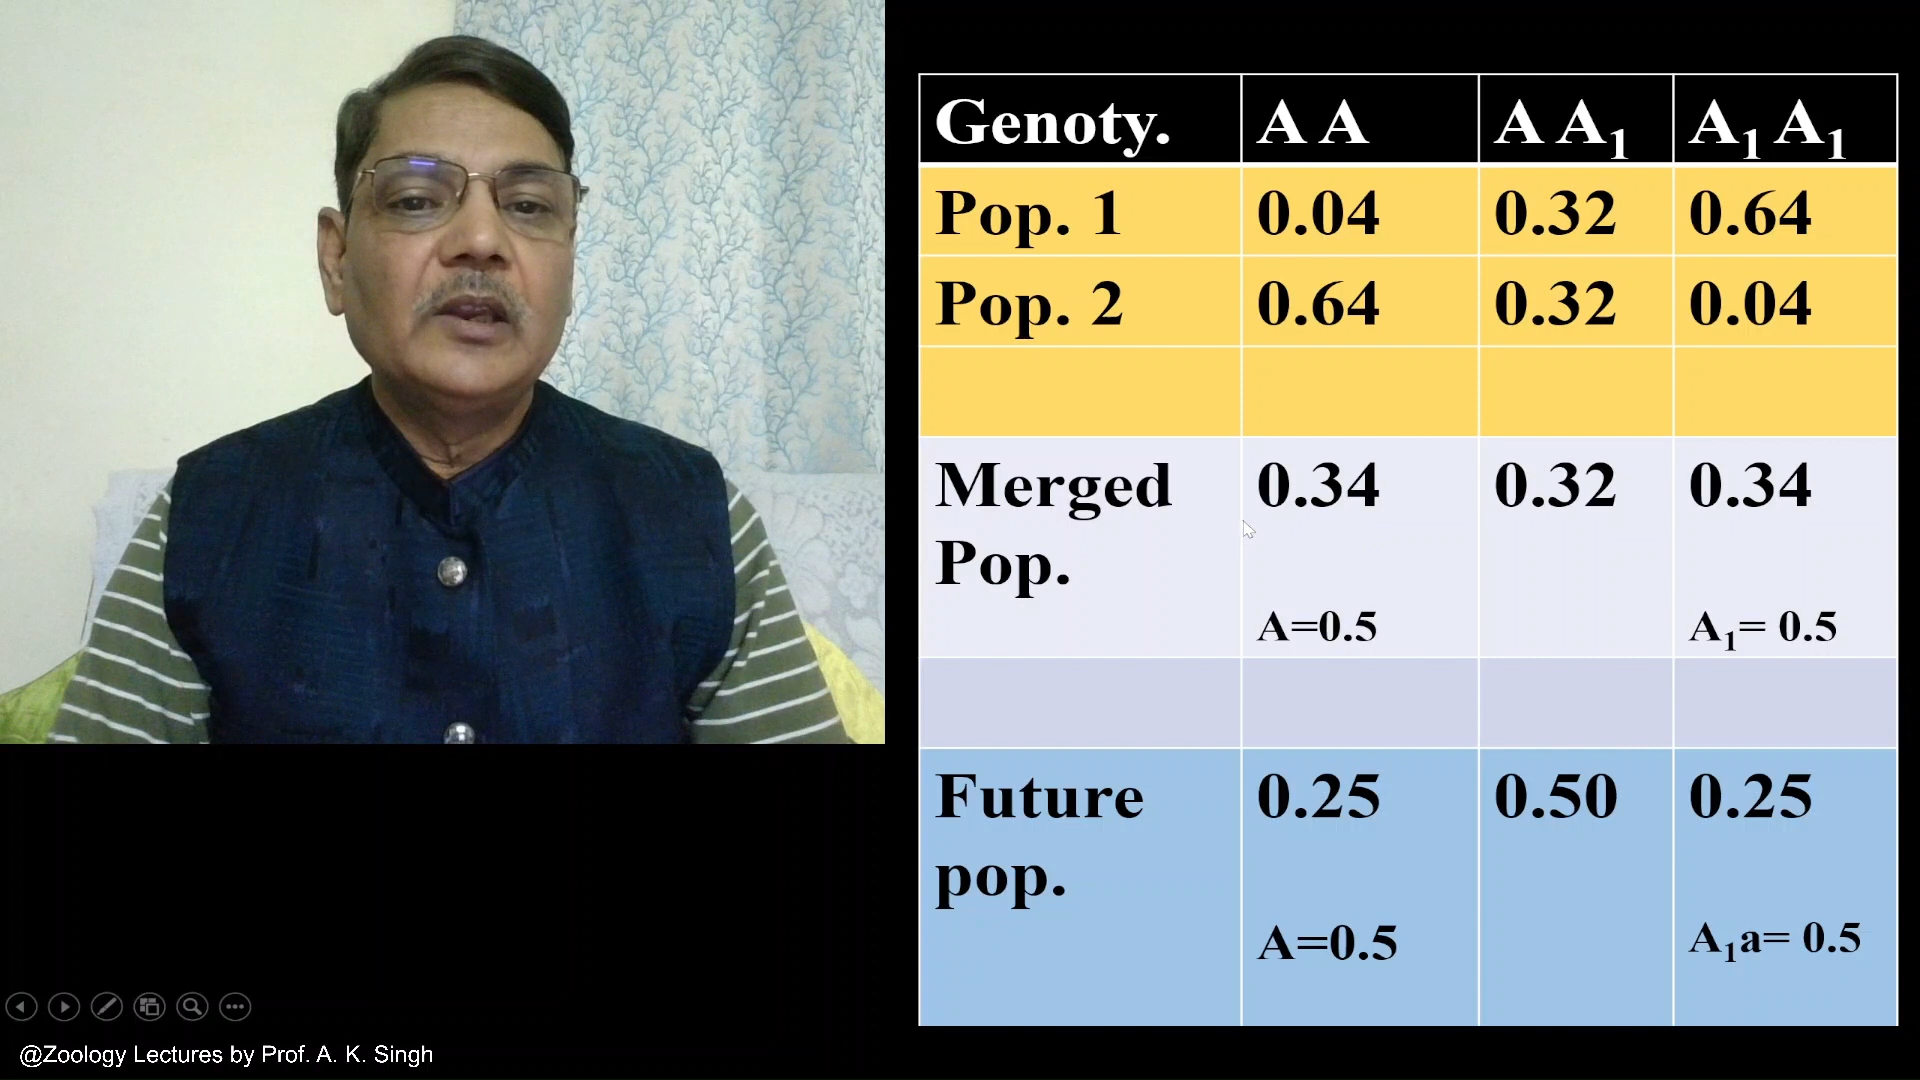 Genoty. A A A A₁ A₁ A₁
Pop. 1 0.04 0.32 0.64
Pop. 2 0.64 0.32 0.04
Merged 0.34 0.32 0.34
Pop.
A=0.5 A₁= 0.5
Future 0.25 0.50 0.25
pop.
A=0.5 A₁a= 0.5
@Zoology Lectures by Prof. A. K. Singh